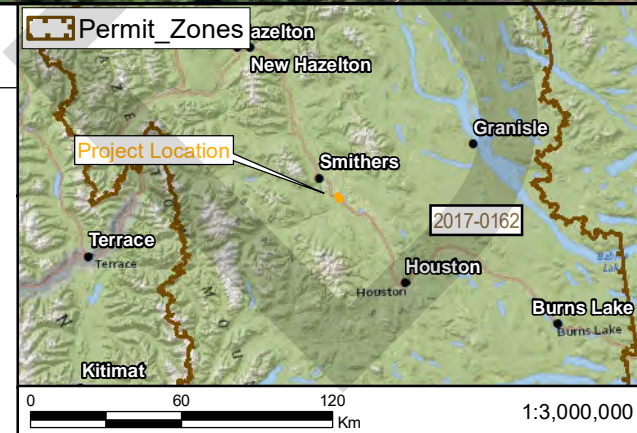 Permit_Zones
azelton
New Hazelton
Granisle
Project Location
Smithers
2017-0162
Terrace
Terrace
Houston
Houston
Burns Lake
Burns Lake
Kitimat
0 60 120
Km
1:3,000,000